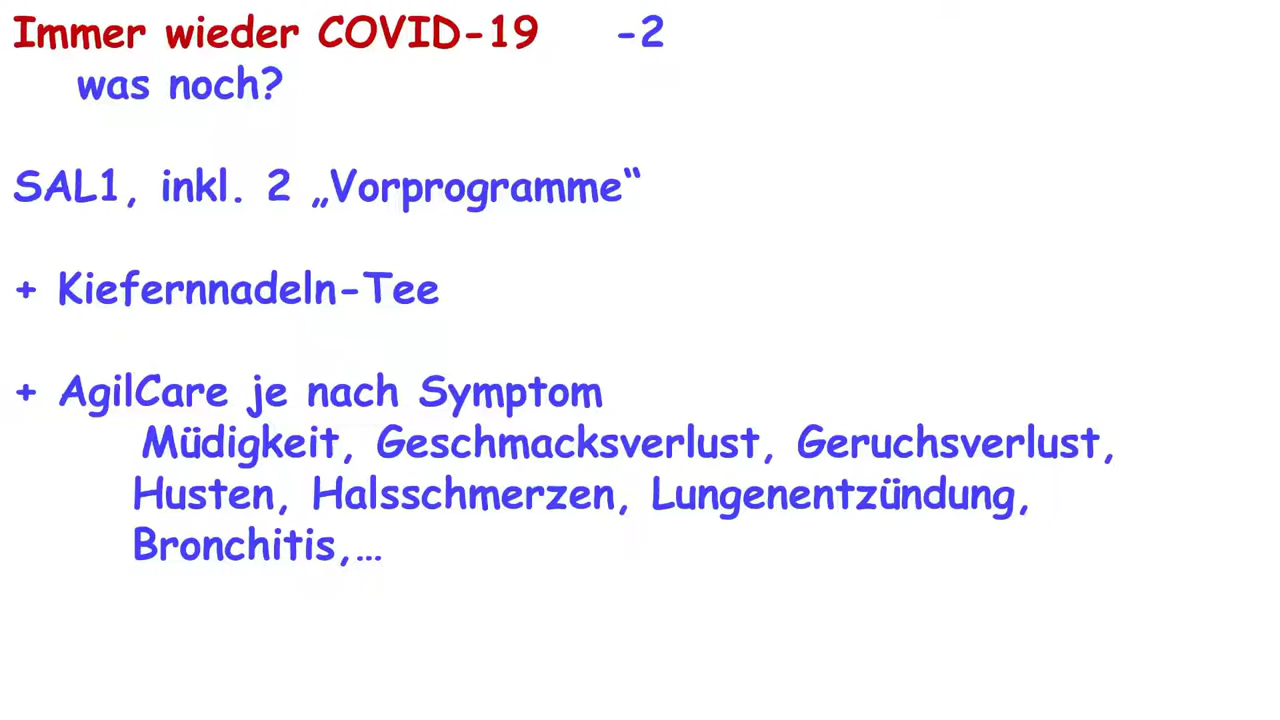 Immer wieder COVID-19 -2
was noch?
SAL1, inkl. 2 „Vorprogramme“
+ Kiefernnadeln-Tee
+ AgilCare je nach Symptom
Müdigkeit, Geschmacksverlust, Geruchsverlust,
Husten, Halsschmerzen, Lungenentzündung,
Bronchitis,…